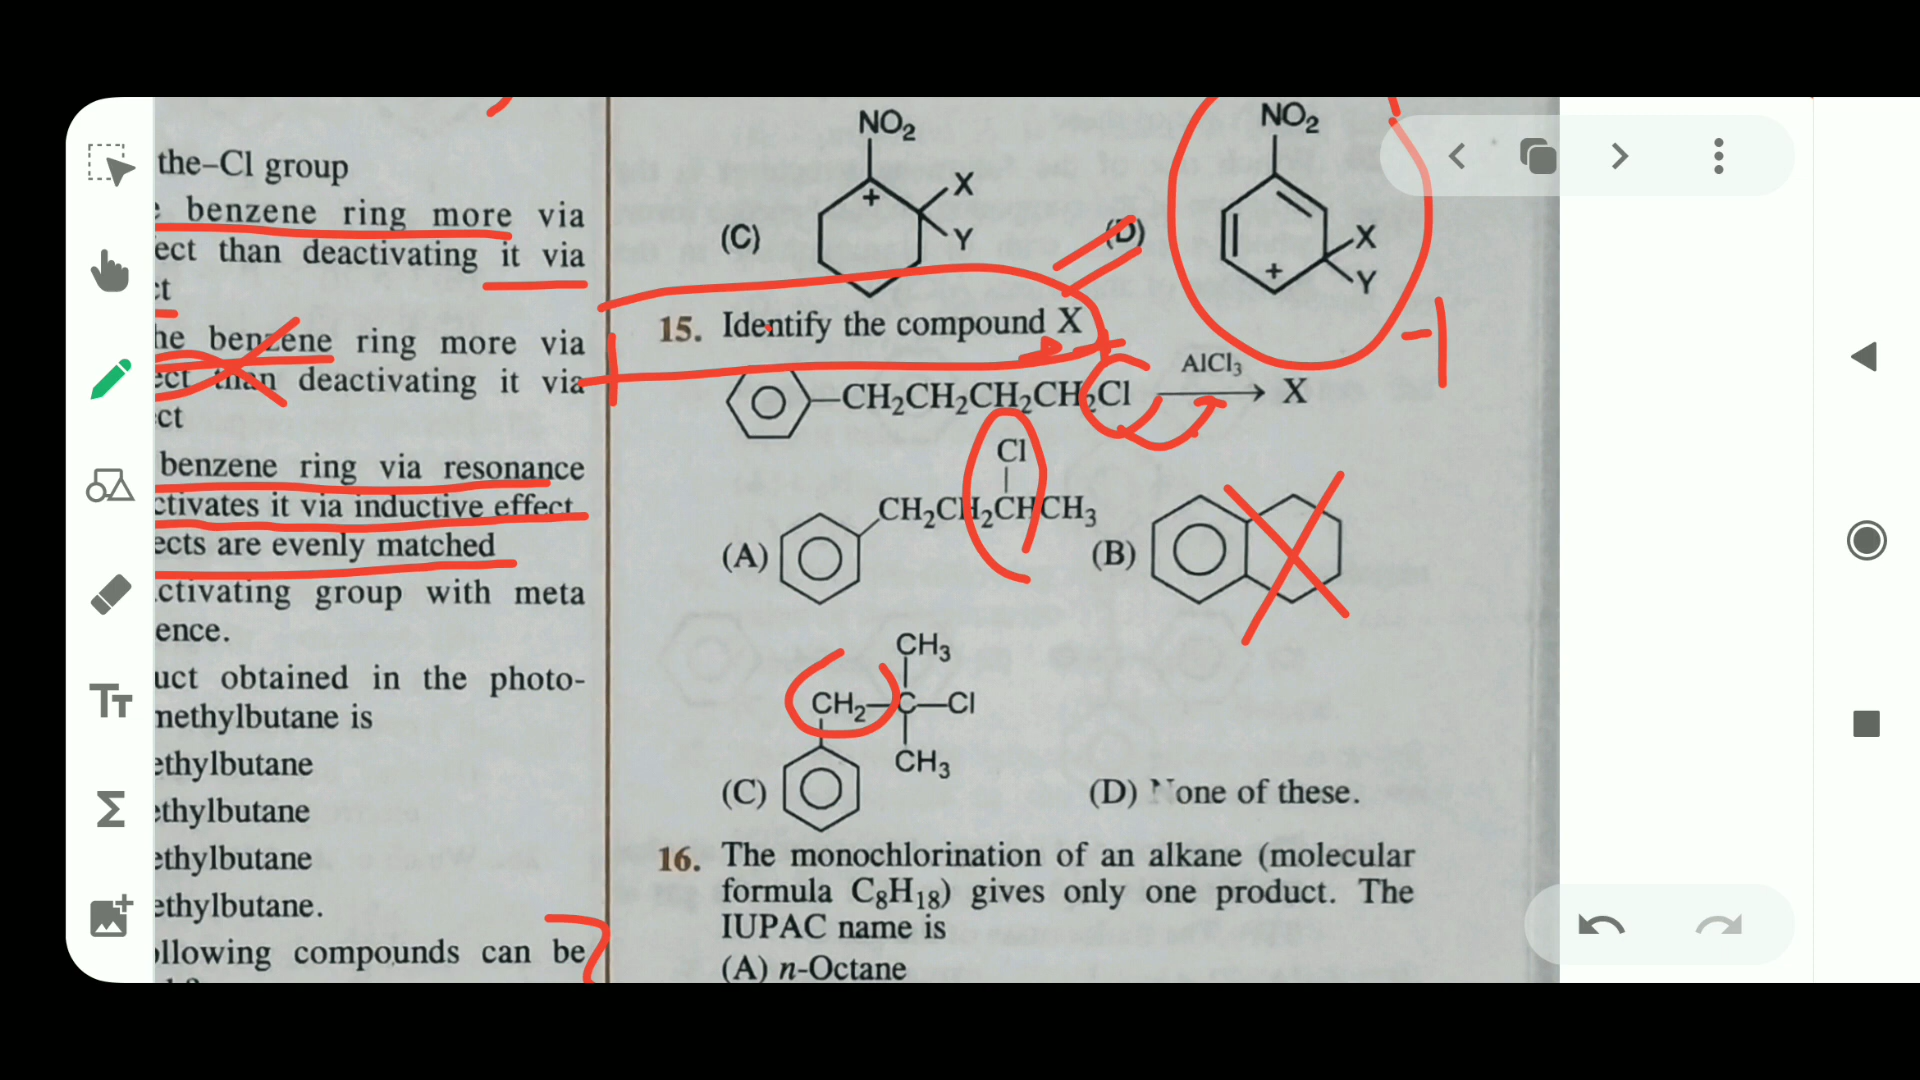 the–Cl group
benzene ring more via
ect than deactivating it via
ct
he benzene ring more via
ect than deactivating it via
ct
benzene ring via resonance
ctivates it via inductive effect
ects are evenly matched
ctivating group with meta
ence.
uct obtained in the photo-
methylbutane is
ethylbutane
ethylbutane
ethylbutane
ethylbutane.
ollowing compounds can be
NO₂
X
Y
(C)
NO₂
X
Y
(D)
15. Identify the compound X
–CH₂CH₂CH₂CH₂Cl AlCl₃ → X
Cl
CH₂CH₂CHCH₃
(A)
(B)
CH₃
CH₂–C–Cl
CH₃
(C)
(D) None of these.
16. The monochlorination of an alkane (molecular
formula C₈H₁₈) gives only one product. The
IUPAC name is
(A) n-Octane